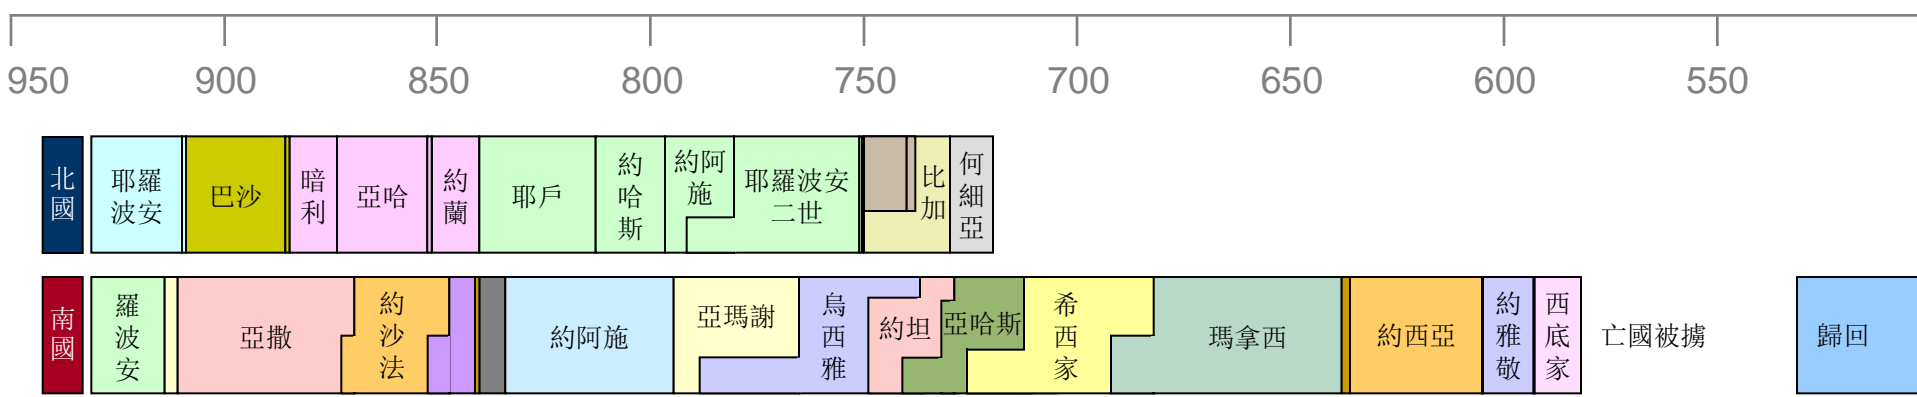 950 900 850 800 750 700 650 600 550
北國
耶羅
波安
巴沙
暗利
亞哈
約蘭
耶戶
約哈斯
約阿
施
耶羅波安
二世
比加
何細亞
南國
羅波安
亞撒
約沙法
約阿施
亞瑪謝
烏西雅
約坦
亞哈斯
希西家
瑪拿西
約西亞
約雅敬
西底家
亡國被擄
歸回